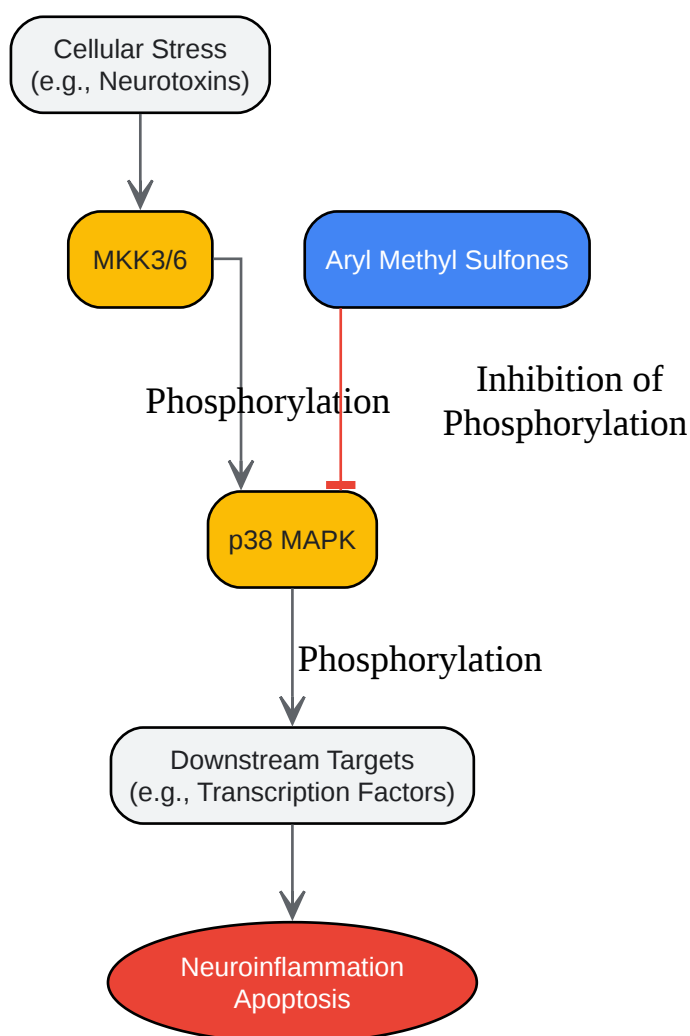 Cellular Stress
(e.g., Neurotoxins)
MKK3/6
Aryl Methyl Sulfones
Phosphorylation
Inhibition of
Phosphorylation
p38 MAPK
Phosphorylation
Downstream Targets
(e.g., Transcription Factors)
Neuroinflammation
Apoptosis